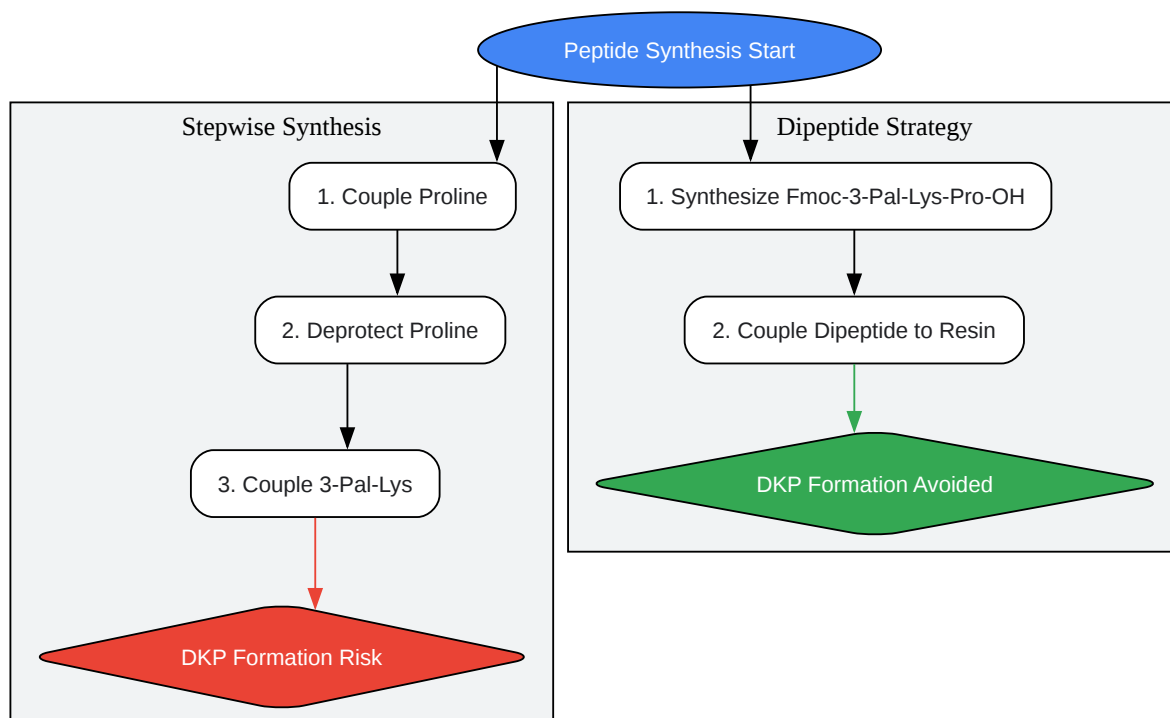 Peptide Synthesis Start
Stepwise Synthesis
1. Couple Proline
2. Deprotect Proline
3. Couple 3-Pal-Lys
DKP Formation Risk
Dipeptide Strategy
1. Synthesize Fmoc-3-Pal-Lys-Pro-OH
2. Couple Dipeptide to Resin
DKP Formation Avoided